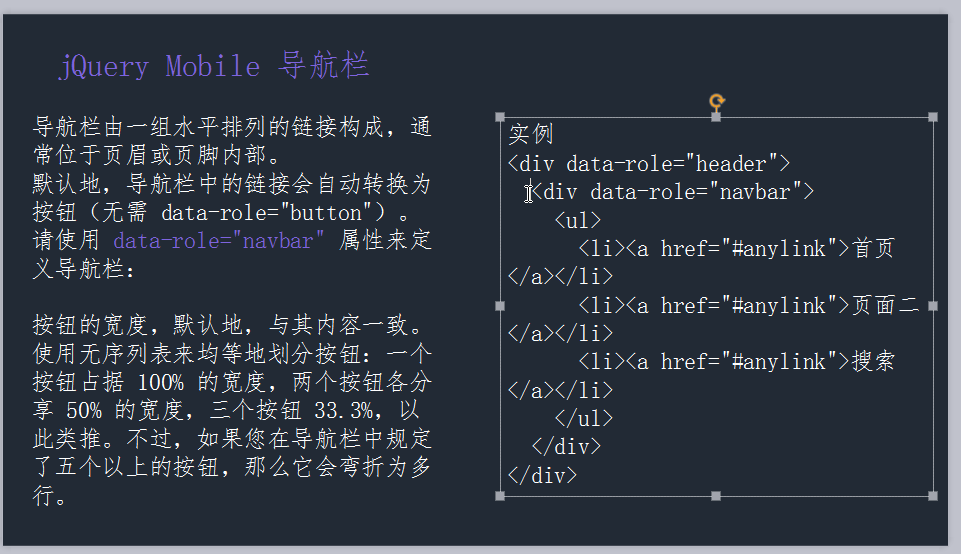 jQuery Mobile 导航栏
导航栏由一组水平排列的链接构成，通
常位于页眉或页脚内部。
默认地，导航栏中的链接会自动转换为
按钮（无需 data-role="button"）。
请使用 data-role="navbar" 属性来定
义导航栏：
按钮的宽度，默认地，与其内容一致。
使用无序列表来均等地划分按钮：一个
按钮占据 100% 的宽度，两个按钮各分
享 50% 的宽度，三个按钮 33.3%，以
此类推。不过，如果您在导航栏中规定
了五个以上的按钮，那么它会弯折为多
行。
实例
<div data-role="header">
<div data-role="navbar">
<ul>
<li><a href="#anylink">首页
</a></li>
<li><a href="#anylink">页面二
</a></li>
<li><a href="#anylink">搜索
</a></li>
</ul>
</div>
</div>